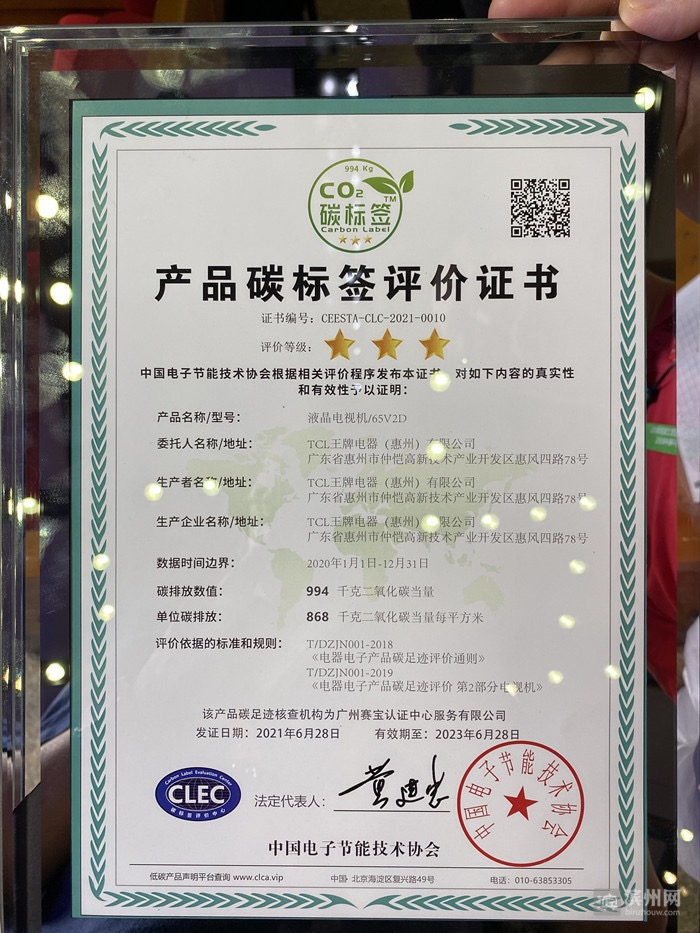 994 Kg
CO₂
TM
碳标签
Carbon Label
产品碳标签评价证书
证书编号：CEESTA-CLC-2021-0010
评价等级：
中国电子节能技术协会根据相关评价程序发布本证书，对如下内容的真实性
和有效性予以证明：
产品名称/型号： 液晶电视机/65V2D
委托人名称/地址： TCL王牌电器（惠州）有限公司
广东省惠州市仲恺高新技术产业开发区惠风四路78号
生产者名称/地址： TCL王牌电器（惠州）有限公司
广东省惠州市仲恺高新技术产业开发区惠风四路78号
生产企业名称/地址： TCL王牌电器（惠州）有限公司
广东省惠州市仲恺高新技术产业开发区惠风四路78号
数据时间边界： 2020年1月1日-12月31日
碳排放数值： 994 千克二氧化碳当量
单位碳排放： 868 千克二氧化碳当量每平方米
评价依据的标准和规则： T/DZJN001-2018
《电器电子产品碳足迹评价通则》
T/DZJN001-2019
《电器电子产品碳足迹评价 第2部分电视机》
该产品碳足迹核查机构为广州赛宝认证中心服务有限公司
发证日期：2021年6月28日 有效期至：2023年6月28日
Carbon Label Evaluation Center
CLEC
碳标签评价中心
法定代表人：
中国电子节能技术协会
中国电子节能技术协会
低碳产品声明平台查询 www.clca.vip 中国· 北京海淀区复兴路49号 电话：010-63853305
滨州网
binzhouw.com